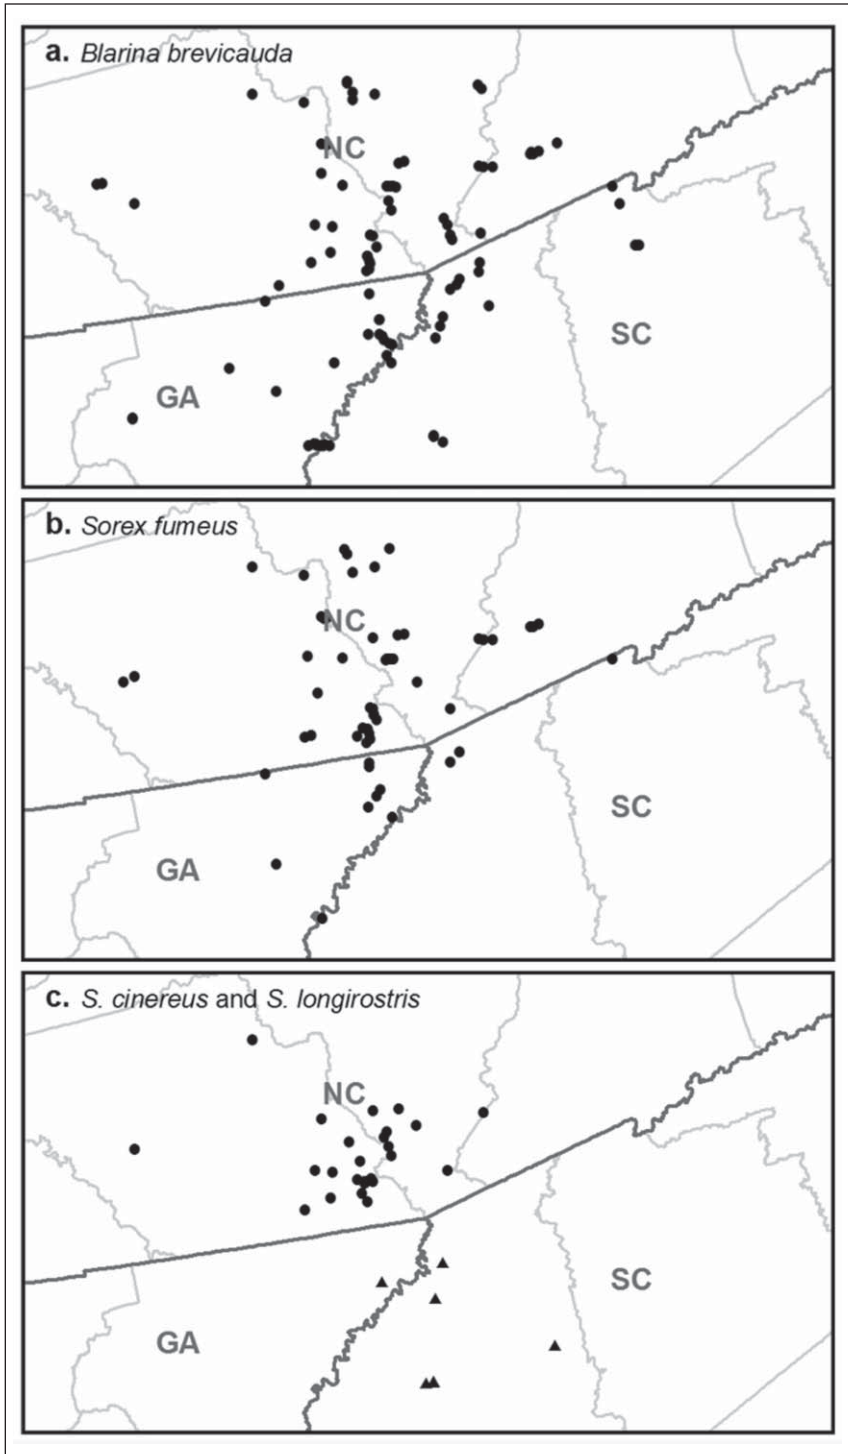 a. Blarina brevicauda
NC
SC
GA
b. Sorex fumeus
NC
SC
GA
c. S. cinereus and S. longirostris
NC
SC
GA